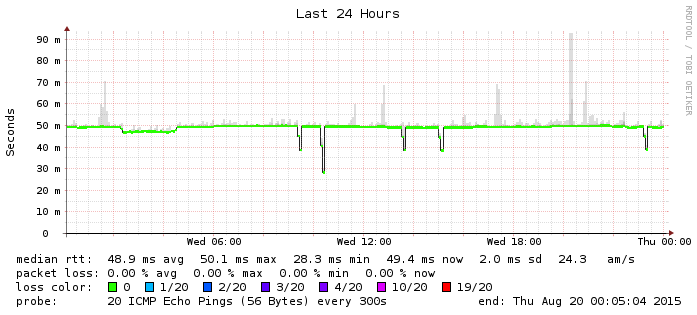 Last 24 Hours
RRDTOOL / TOBI OETIKER
Seconds
90 m
80 m
70 m
60 m
50 m
40 m
30 m
20 m
10 m
0
Wed 06:00 Wed 12:00 Wed 18:00 Thu 00:00
median rtt: 48.9 ms avg 50.1 ms max 28.3 ms min 49.4 ms now 2.0 ms sd 24.3 am/s
packet loss: 0.00 % avg 0.00 % max 0.00 % min 0.00 % now
loss color: 0 1/20 2/20 3/20 4/20 10/20 19/20
probe: 20 ICMP Echo Pings (56 Bytes) every 300s end: Thu Aug 20 00:05:04 2015